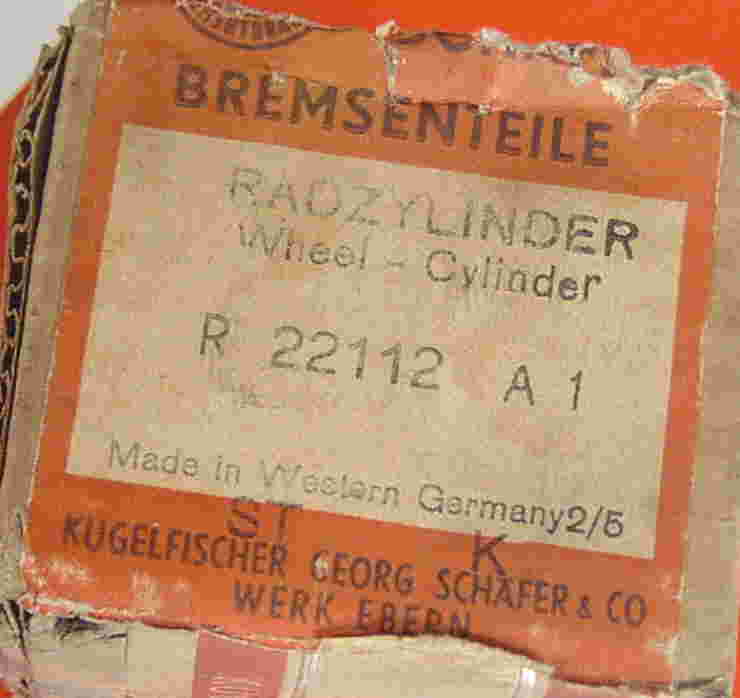 BREMSENTEILE
RADZYLINDER
Wheel - Cylinder
R 22112 A 1
Made in Western Germany 2/5
ST K
KUGELFISCHER GEORG SCHÄFER & CO
WERK EBERN